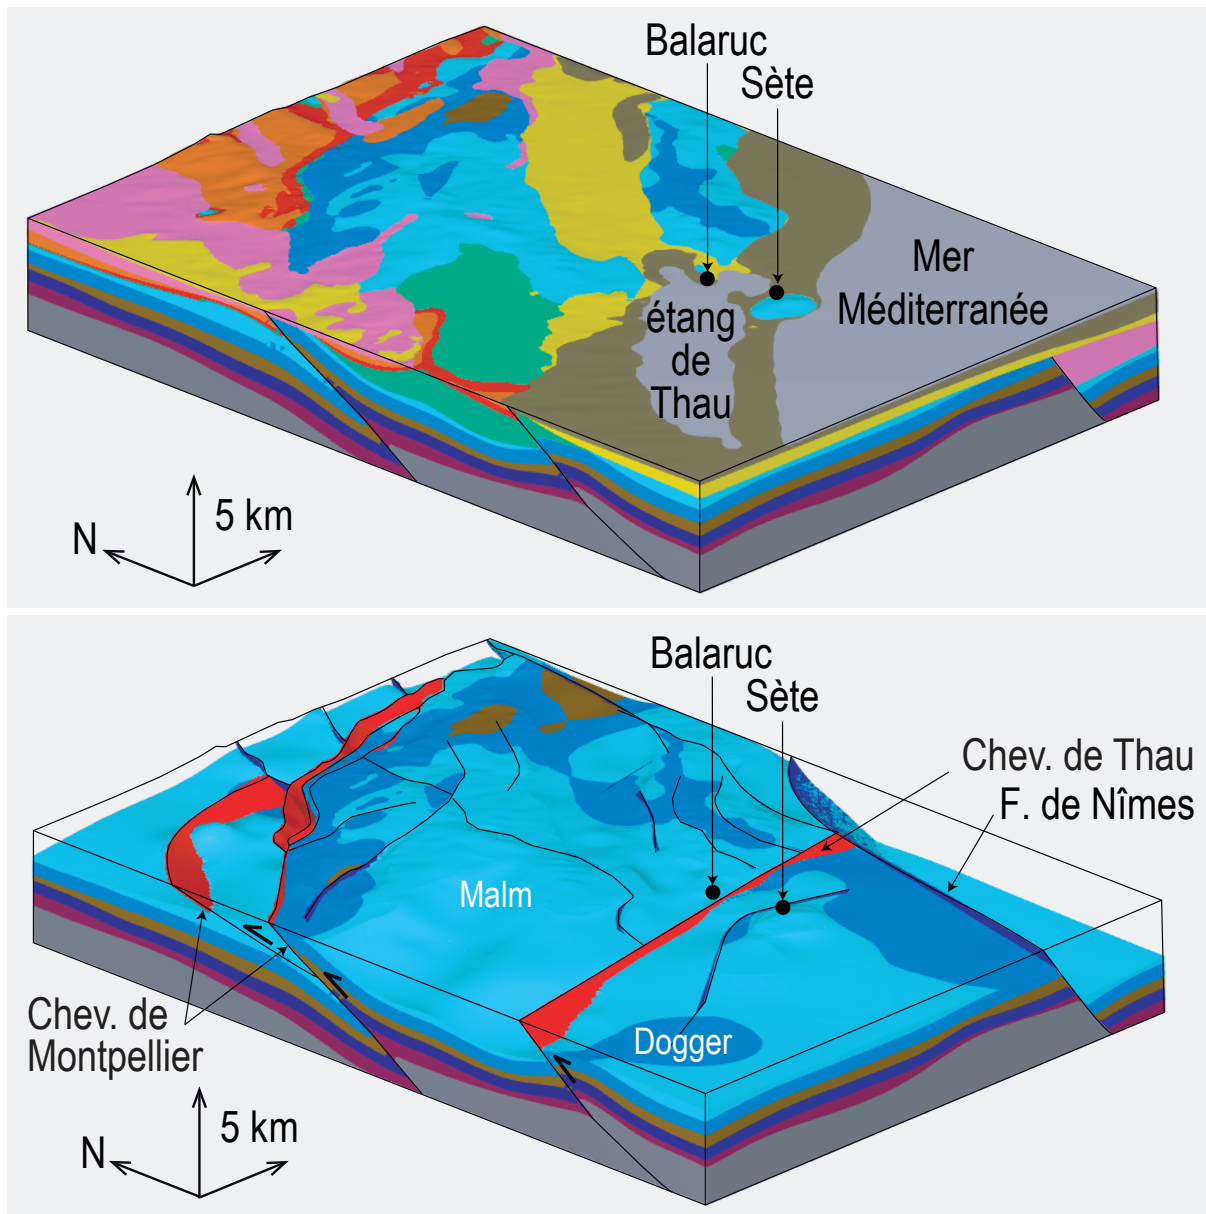 Balaruc
Sète
Mer
Méditerranée
étang
de
Thau
5 km
N
Balaruc
Sète
Chev. de Thau
F. de Nîmes
Malm
Chev. de
Montpellier
Dogger
5 km
N